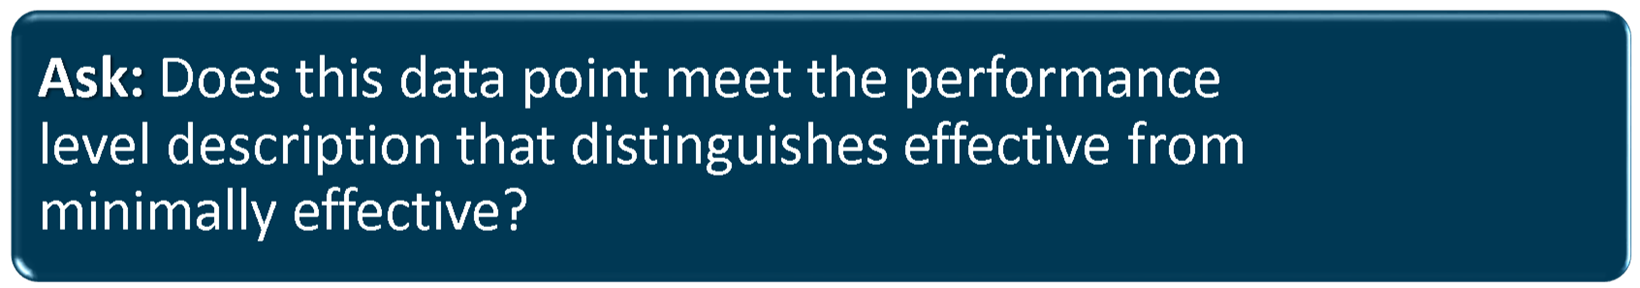 Ask: Does this data point meet the performance
level description that distinguishes effective from
minimally effective?